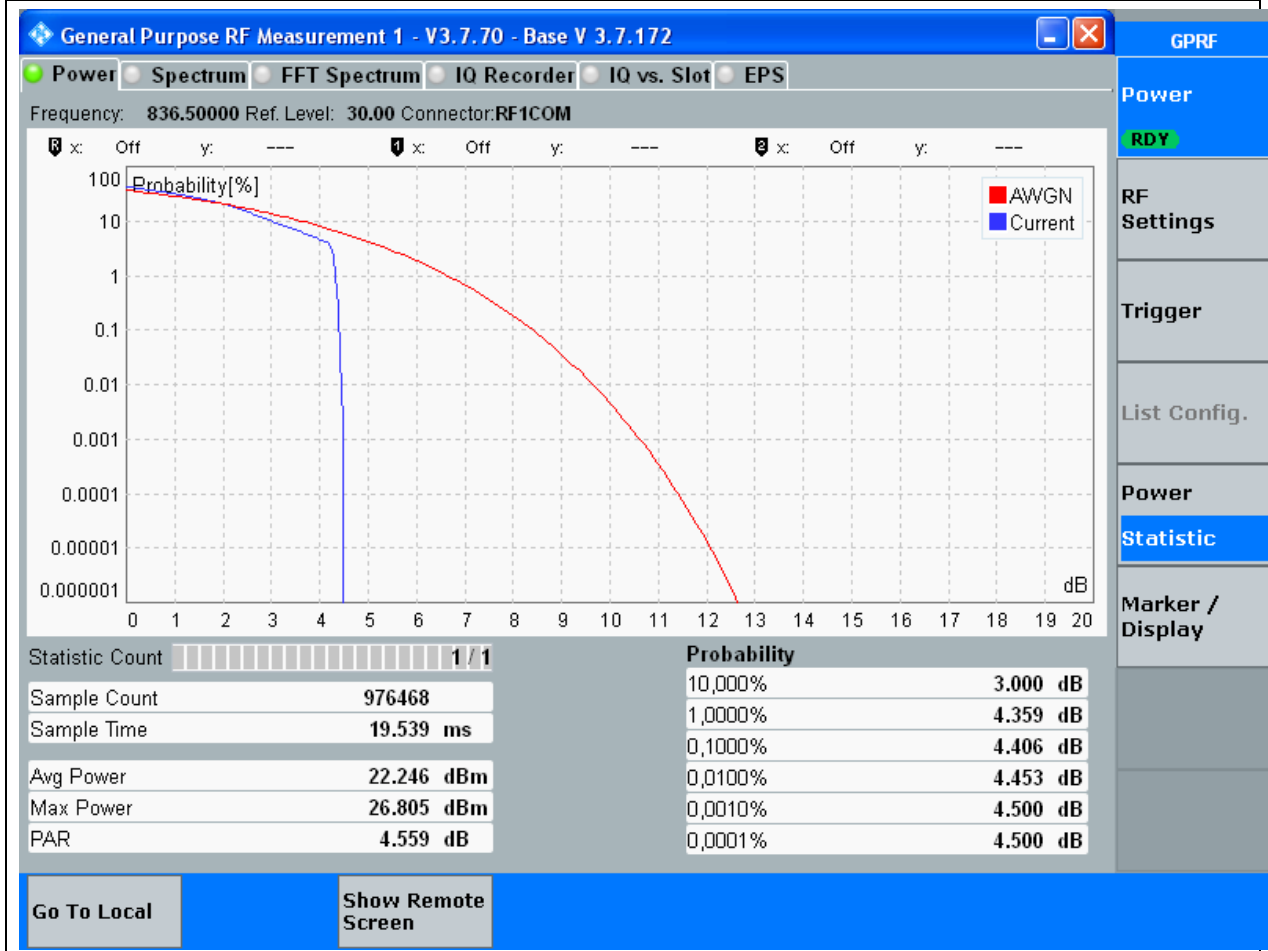 General Purpose RF Measurement 1 - V3.7.70 - Base V 3.7.172
GPRF
Power Spectrum FFT Spectrum IQ Recorder IQ vs. Slot EPS
Frequency: 836.50000 Ref. Level: 30.00 Connector:RF1COM
R x: Off y: --- 1 x: Off y: --- 2 x: Off y: ---
Probability[%]
AWGN
Current
100
10
1
0.1
0.01
0.001
0.0001
0.00001
0.000001
dB
0 1 2 3 4 5 6 7 8 9 10 11 12 13 14 15 16 17 18 19 20
Statistic Count 1 / 1
Sample Count 976468
Sample Time 19.539 ms
Avg Power 22.246 dBm
Max Power 26.805 dBm
PAR 4.559 dB
Probability
10,000% 3.000 dB
1,0000% 4.359 dB
0,1000% 4.406 dB
0,0100% 4.453 dB
0,0010% 4.500 dB
0,0001% 4.500 dB
Power
RDY
RF
Settings
Trigger
List Config.
Power
Statistic
Marker /
Display
Go To Local
Show Remote
Screen